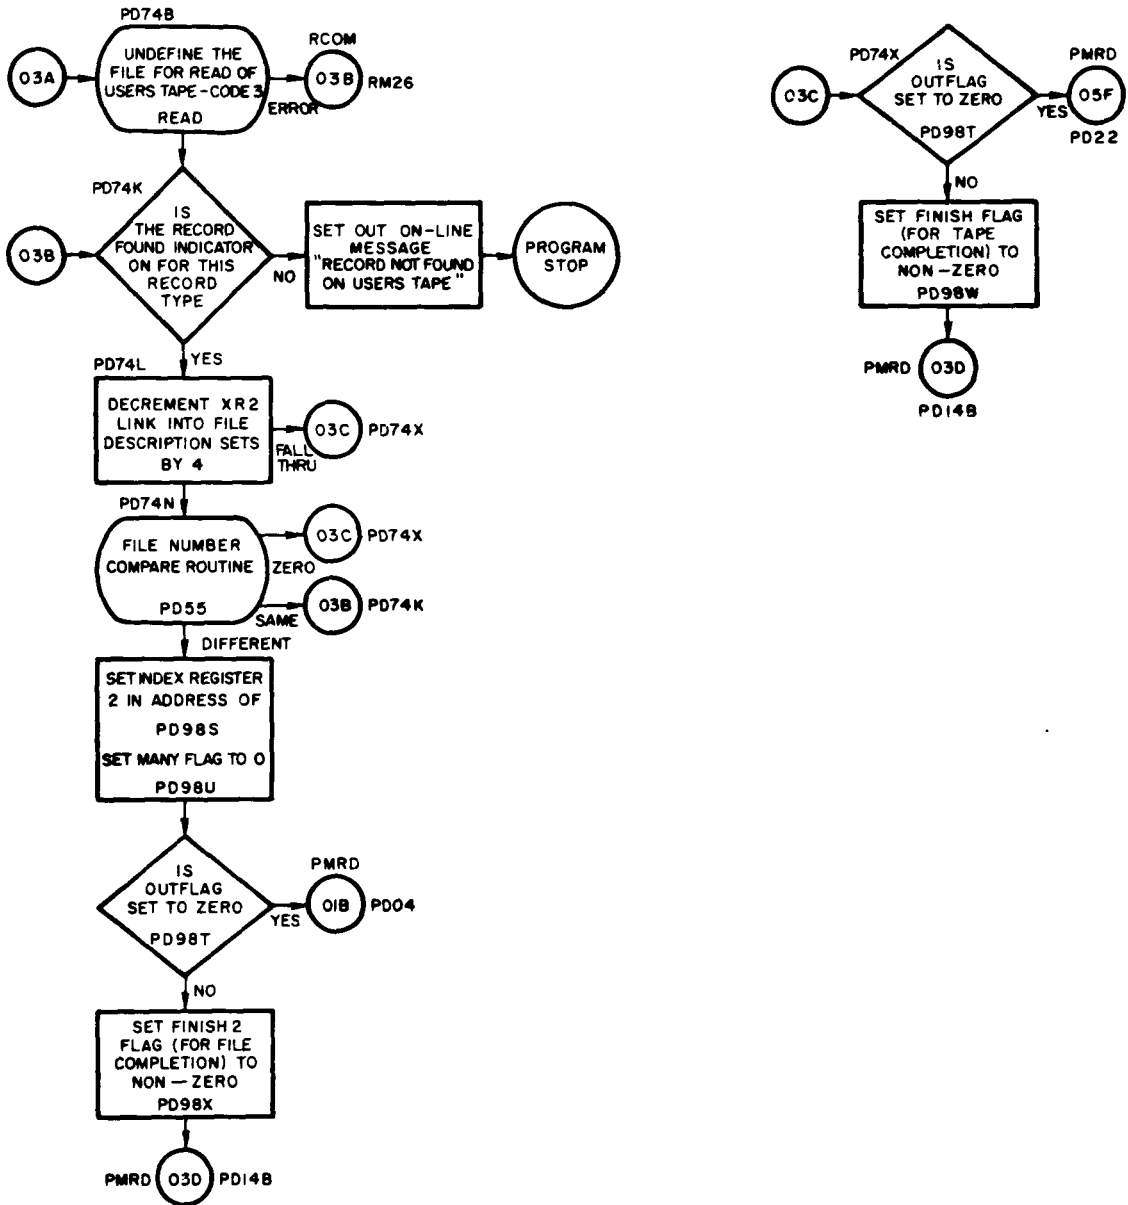 PD74B
UNDEFINE THE
FILE FOR READ OF
USERS TAPE-CODE 3
READ
03A
ERROR
RCOM
03B
RM26
PD74K
IS
THE RECORD
FOUND INDICATOR
ON FOR THIS
RECORD
TYPE
03B
NO
SET OUT ON-LINE
MESSAGE
"RECORD NOT FOUND
ON USERS TAPE"
PROGRAM
STOP
YES
PD74L
DECREMENT XR2
LINK INTO FILE
DESCRIPTION SETS
BY 4
FALL
THRU
03C
PD74X
PD74N
FILE NUMBER
COMPARE ROUTINE
PD55
ZERO
03C
PD74X
SAME
03B
PD74K
DIFFERENT
SET INDEX REGISTER
2 IN ADDRESS OF
PD98S
SET MANY FLAG TO 0
PD98U
IS
OUTFLAG
SET TO ZERO
PD98T
YES
PMRD
01B
PD04
NO
SET FINISH 2
FLAG (FOR FILE
COMPLETION) TO
NON-ZERO
PD98X
PMRD
03D
PD14B
PD74X
03C
IS
OUTFLAG
SET TO ZERO
PD98T
YES
PMRD
05F
PD22
NO
SET FINISH FLAG
(FOR TAPE
COMPLETION) TO
NON-ZERO
PD98W
PMRD
03D
PD14B